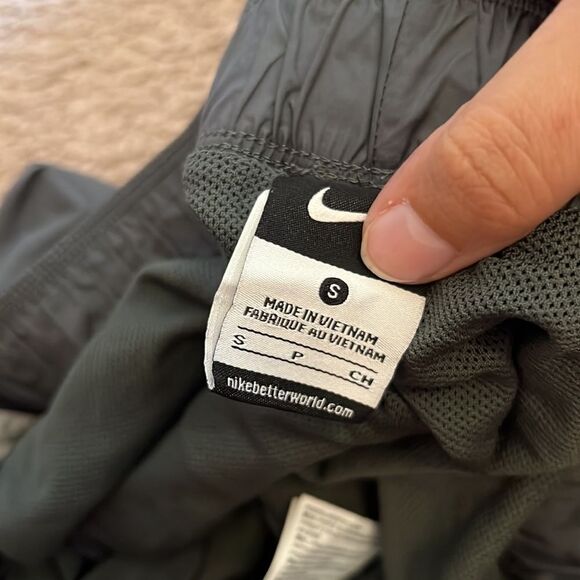 S
MADE IN VIETNAM
FABRIQUE AU VIETNAM
S P CH
nikebetterworld.com